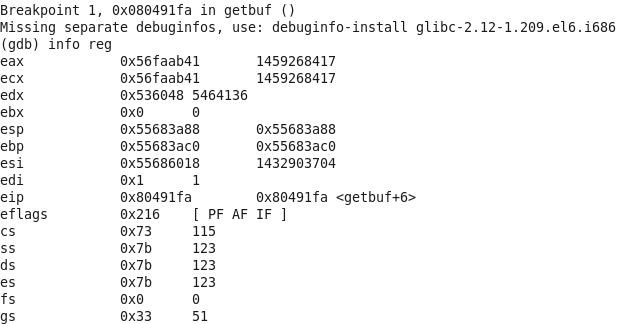 Breakpoint 1, 0x080491fa in getbuf ()
Missing separate debuginfos, use: debuginfo-install glibc-2.12-1.209.el6.i686
(gdb) info reg
eax            0x56faab41       1459268417
ecx            0x56faab41       1459268417
edx            0x536048 5464136
ebx            0x0      0
esp            0x55683a88       0x55683a88
ebp            0x55683ac0       0x55683ac0
esi            0x55686018       1432903704
edi            0x1      1
eip            0x80491fa        0x80491fa <getbuf+6>
eflags         0x216    [ PF AF IF ]
cs             0x73     115
ss             0x7b     123
ds             0x7b     123
es             0x7b     123
fs             0x0      0
gs             0x33     51